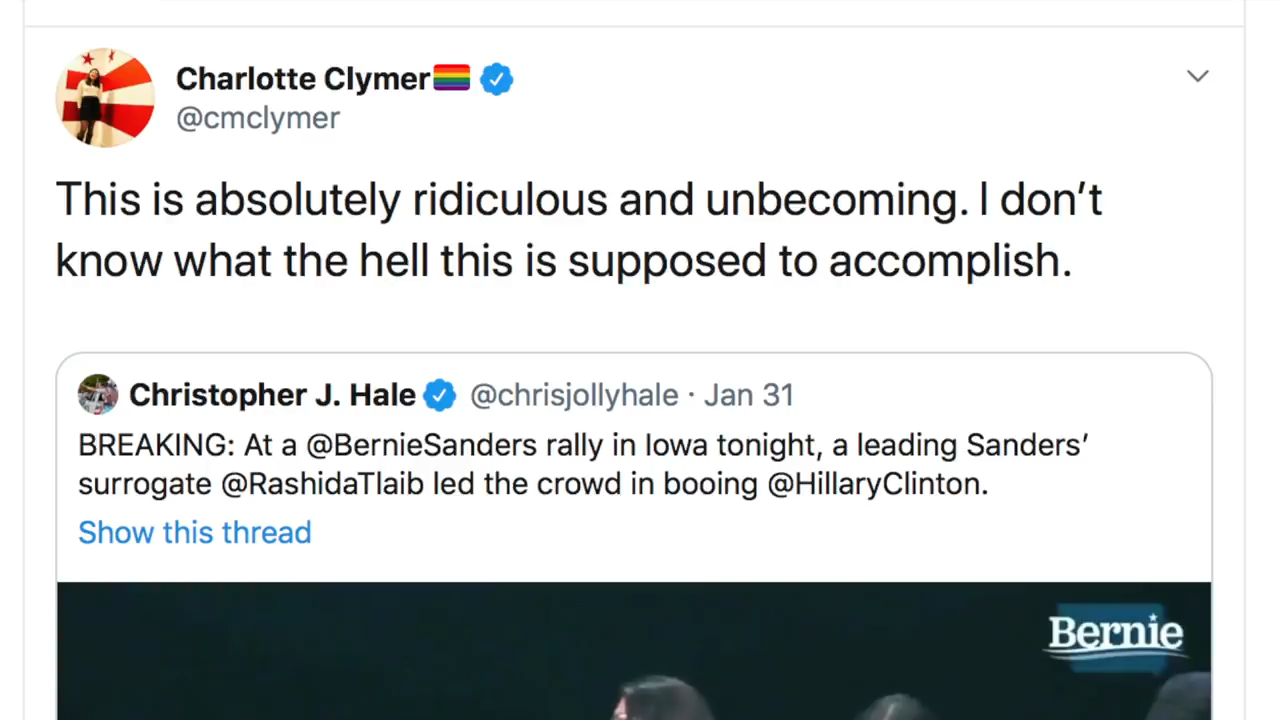 Charlotte Clymer🏳️‍🌈
@cmclymer
This is absolutely ridiculous and unbecoming. I don’t
know what the hell this is supposed to accomplish.
Christopher J. Hale @chrisjollyhale · Jan 31
BREAKING: At a @BernieSanders rally in Iowa tonight, a leading Sanders’
surrogate @RashidaTlaib led the crowd in booing @HillaryClinton.
Show this thread
Bernie